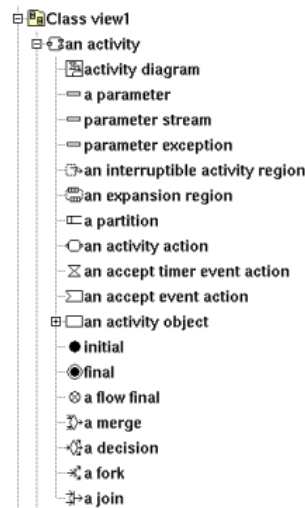 Class view1
an activity
activity diagram
a parameter
parameter stream
parameter exception
an interruptible activity region
an expansion region
a partition
an activity action
an accept timer event action
an accept event action
an activity object
initial
final
a flow final
a merge
a decision
a fork
a join